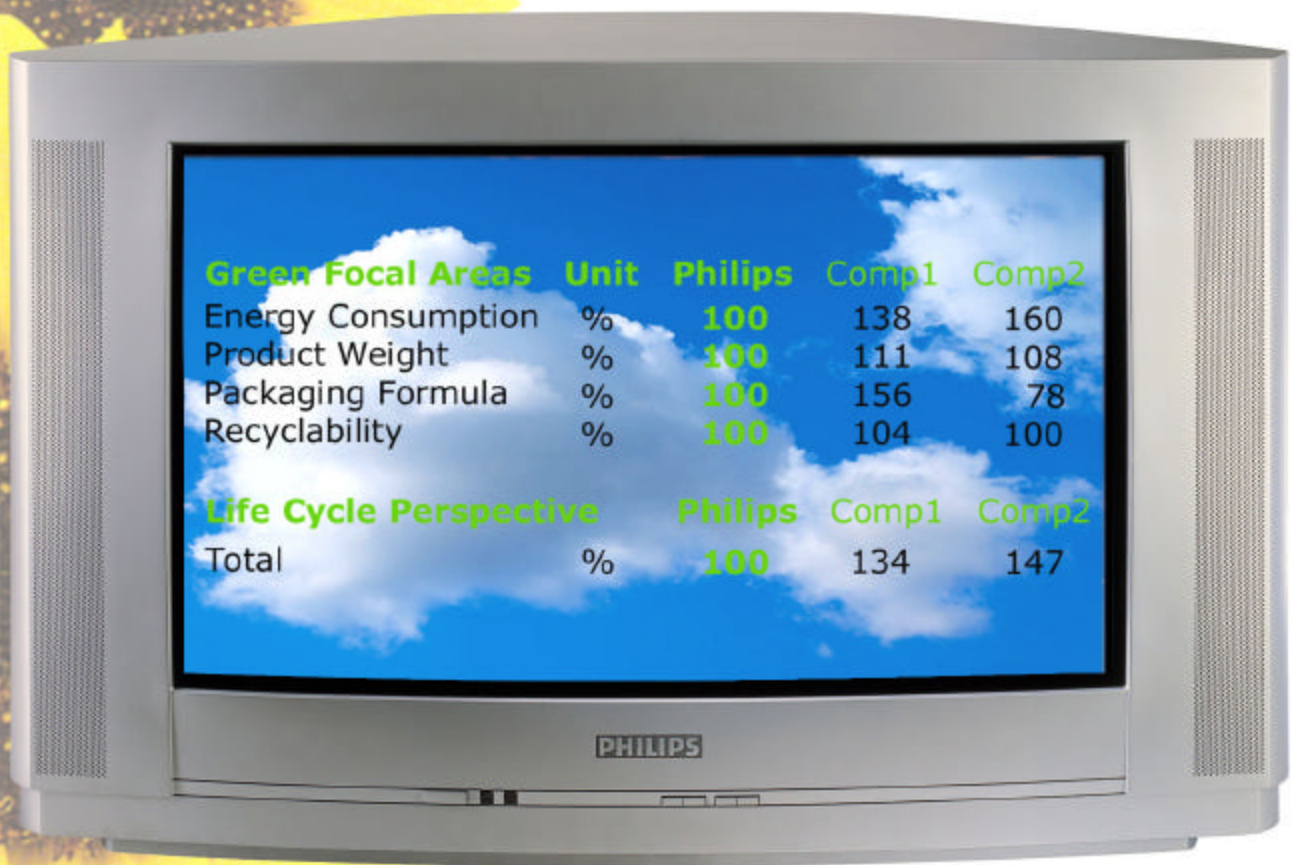 Green Focal Areas Unit Philips Comp1 Comp2
Energy Consumption % 100 138 160
Product Weight % 100 111 108
Packaging Formula % 100 156 78
Recyclability % 100 104 100
Life Cycle Perspective Philips Comp1 Comp2
Total % 100 134 147
PHILIPS